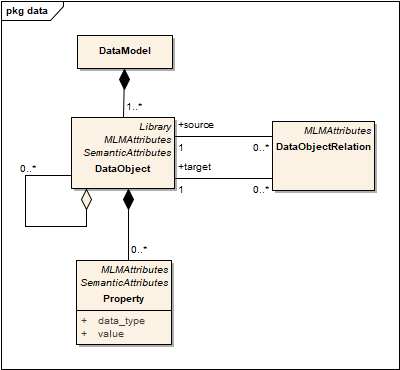 pkg data
DataModel
1..*
Library
MLMAttributes
SemanticAttributes
DataObject
+source
1
0..*
+target
1
0..*
MLMAttributes
DataObjectRelation
0..*
0..*
MLMAttributes
SemanticAttributes
Property
+ data_type
+ value